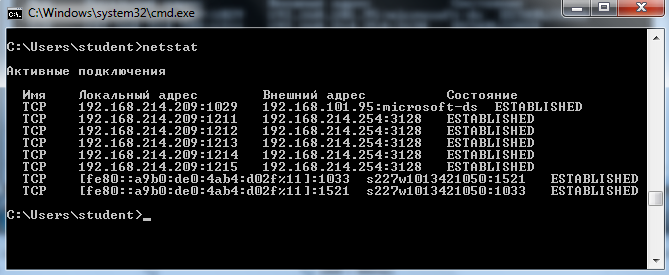 C:\Windows\system32\cmd.exe
C:\Users\student>netstat
Активные подключения
Имя Локальный адрес Внешний адрес Состояние
TCP 192.168.214.209:1029 192.168.101.95:microsoft-ds ESTABLISHED
TCP 192.168.214.209:1211 192.168.214.254:3128 ESTABLISHED
TCP 192.168.214.209:1212 192.168.214.254:3128 ESTABLISHED
TCP 192.168.214.209:1213 192.168.214.254:3128 ESTABLISHED
TCP 192.168.214.209:1214 192.168.214.254:3128 ESTABLISHED
TCP 192.168.214.209:1215 192.168.214.254:3128 ESTABLISHED
TCP [fe80::a9b0:de0:4ab4:d02f%11]:1033 s227w1013421050:1521 ESTABLISHED
TCP [fe80::a9b0:de0:4ab4:d02f%11]:1521 s227w1013421050:1033 ESTABLISHED
C:\Users\student>_